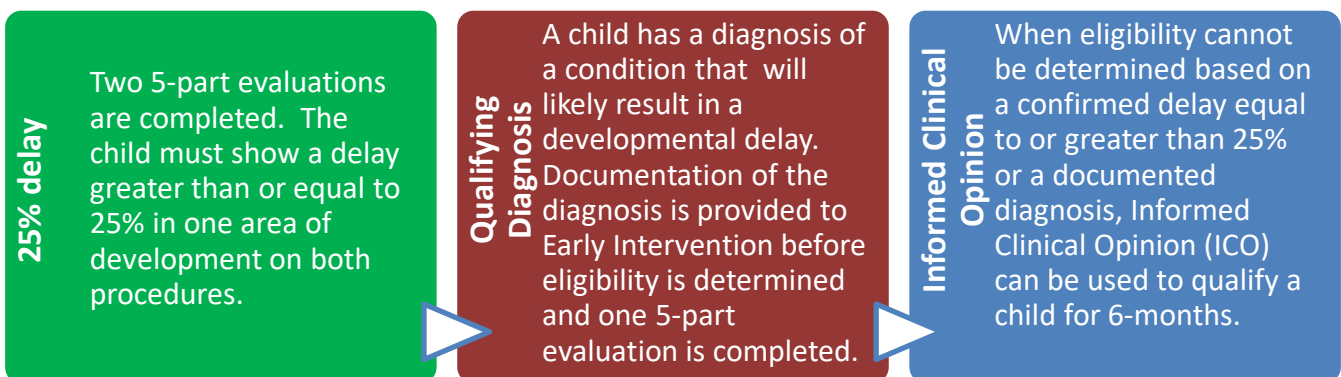 25% delay
Two 5-part evaluations
are completed.  The
child must show a delay
greater than or equal to
25% in one area of
development on both
procedures.
Qualifying
Diagnosis
A child has a diagnosis of
a condition that  will
likely result in a
developmental delay.
Documentation of the
diagnosis is provided to
Early Intervention before
eligibility is determined
and one 5-part
evaluation is completed.
Informed Clinical
Opinion
When eligibility cannot
be determined based on
a confirmed delay equal
to or greater than 25%
or a documented
diagnosis, Informed
Clinical Opinion (ICO)
can be used to qualify a
child for 6-months.